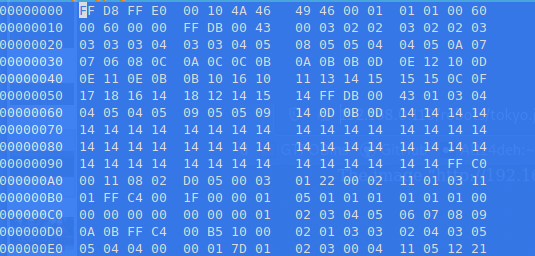 00000000 FF D8 FF E0 00 10 4A 46 49 46 00 01 01 01 00 60
00000010 00 60 00 00 FF DB 00 43 00 03 02 02 03 02 02 03
00000020 03 03 03 04 03 03 04 05 08 05 05 04 04 05 0A 07
00000030 07 06 08 0C 0A 0C 0C 0B 0A 0B 0B 0D 0E 12 10 0D
00000040 0E 11 0E 0B 0B 10 16 10 11 13 14 15 15 15 0C 0F
00000050 17 18 16 14 18 12 14 15 14 FF DB 00 43 01 03 04
00000060 04 05 04 05 09 05 05 09 14 0D 0B 0D 14 14 14 14
00000070 14 14 14 14 14 14 14 14 14 14 14 14 14 14 14 14
00000080 14 14 14 14 14 14 14 14 14 14 14 14 14 14 14 14
00000090 14 14 14 14 14 14 14 14 14 14 14 14 14 14 FF C0
000000A0 00 11 08 02 D0 05 00 03 01 22 00 02 11 01 03 11
000000B0 01 FF C4 00 1F 00 00 01 05 01 01 01 01 01 01 00
000000C0 00 00 00 00 00 00 00 01 02 03 04 05 06 07 08 09
000000D0 0A 0B FF C4 00 B5 10 00 02 01 03 03 02 04 03 05
000000E0 05 04 04 00 00 01 7D 01 02 03 00 04 11 05 12 21